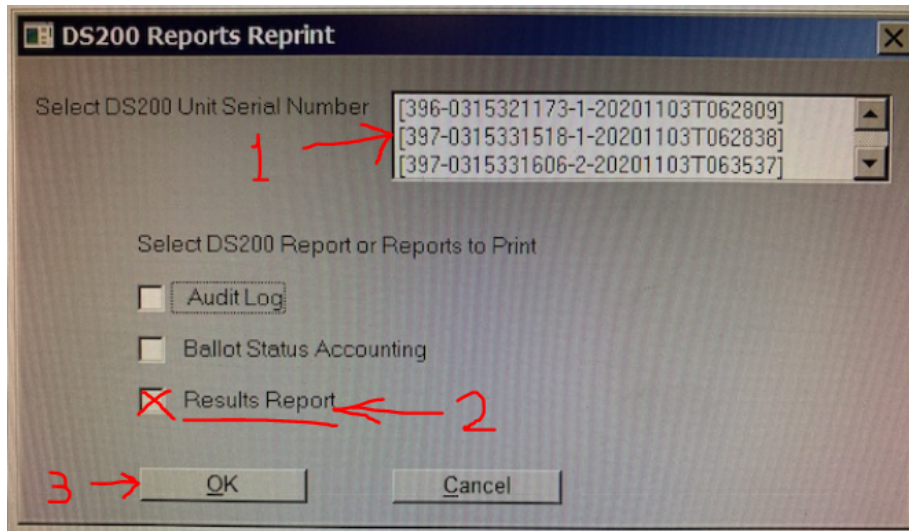 DS200 Reports Reprint
Select DS200 Unit Serial Number
[396-0315321173-1-20201103T062809]
[397-0315331518-1-20201103T062838]
[397-0315331606-2-20201103T063537]
1
Select DS200 Report or Reports to Print
Audit Log
Ballot Status Accounting
Results Report
2
3
OK
Cancel